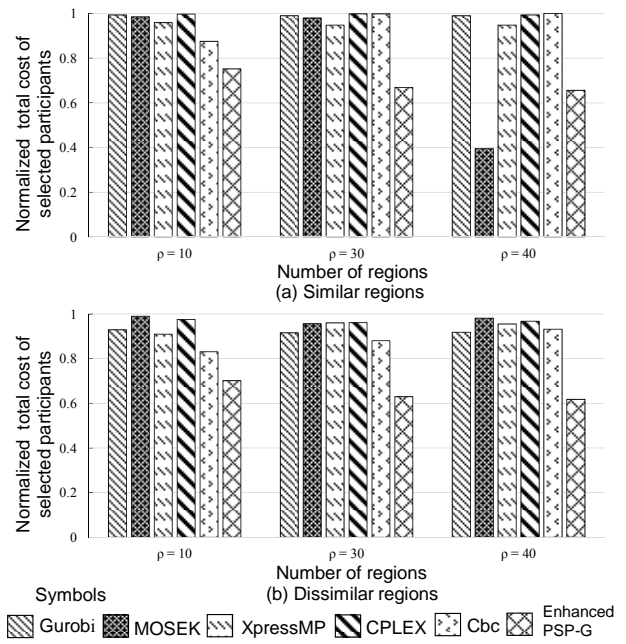 Normalized total cost of
selected participants
1
0.8
0.6
0.4
0.2
0
ρ = 10
ρ = 30
ρ = 40
Number of regions
(a) Similar regions
Normalized total cost of
selected participants
1
0.8
0.6
0.4
0.2
0
ρ = 10
ρ = 30
ρ = 40
Number of regions
(b) Dissimilar regions
Symbols
Gurobi
MOSEK
XpressMP
CPLEX
Cbc
Enhanced
PSP-G